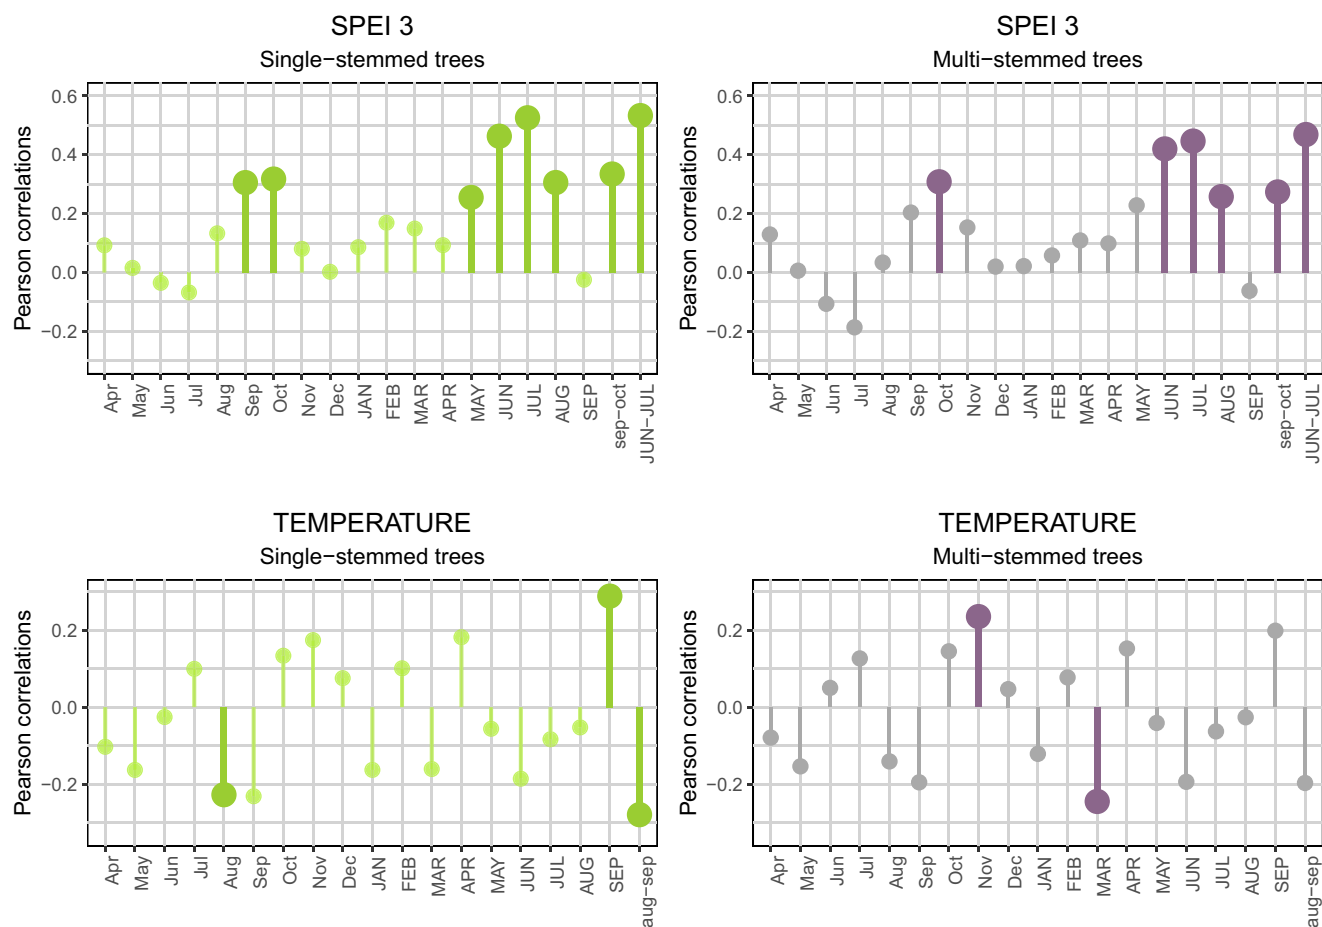 SPEI 3
Single−stemmed trees
Pearson correlations
0.6
0.4
0.2
0.0
−0.2
Apr
May
Jun
Jul
Aug
Sep
Oct
Nov
Dec
JAN
FEB
MAR
APR
MAY
JUN
JUL
AUG
SEP
sep−oct
JUN−JUL
SPEI 3
Multi−stemmed trees
Pearson correlations
0.6
0.4
0.2
0.0
−0.2
Apr
May
Jun
Jul
Aug
Sep
Oct
Nov
Dec
JAN
FEB
MAR
APR
MAY
JUN
JUL
AUG
SEP
sep−oct
JUN−JUL
TEMPERATURE
Single−stemmed trees
Pearson correlations
0.2
0.0
−0.2
Apr
May
Jun
Jul
Aug
Sep
Oct
Nov
Dec
JAN
FEB
MAR
APR
MAY
JUN
JUL
AUG
SEP
aug−sep
TEMPERATURE
Multi−stemmed trees
Pearson correlations
0.2
0.0
−0.2
Apr
May
Jun
Jul
Aug
Sep
Oct
Nov
Dec
JAN
FEB
MAR
APR
MAY
JUN
JUL
AUG
SEP
aug−sep